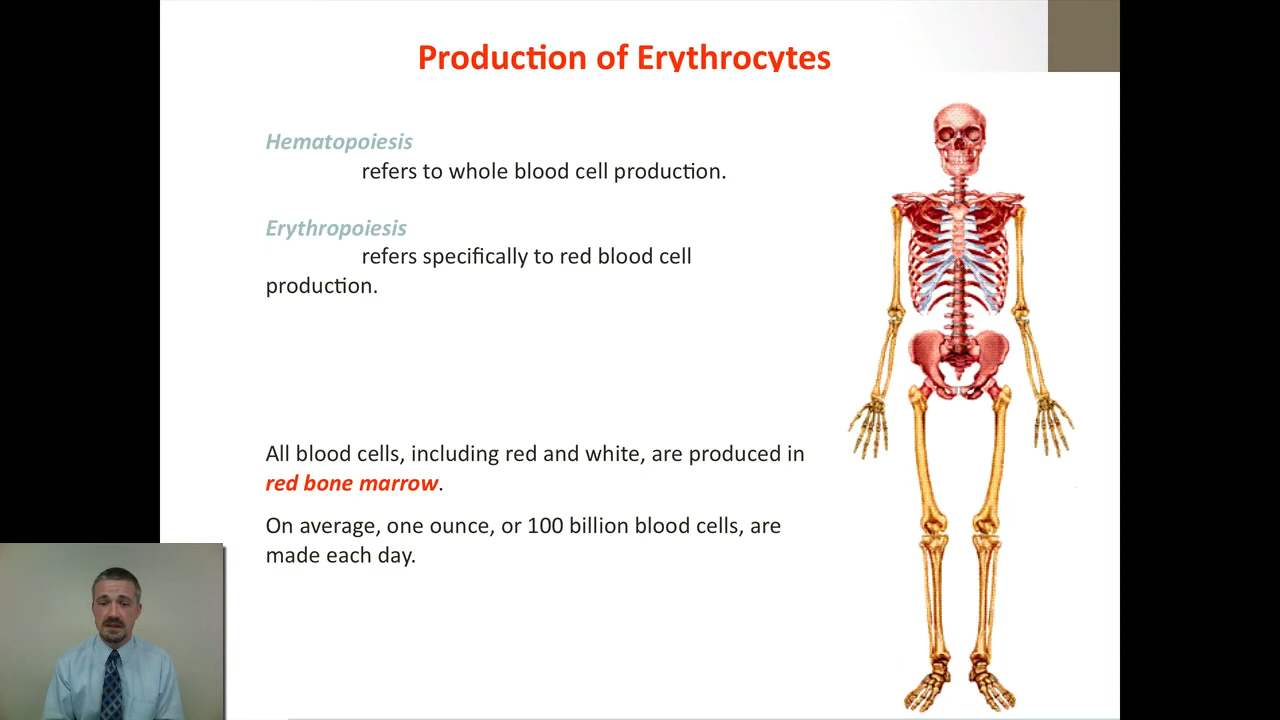 Production of Erythrocytes
Hematopoiesis
refers to whole blood cell production.
Erythropoiesis
refers specifically to red blood cell
production.
All blood cells, including red and white, are produced in
red bone marrow.
On average, one ounce, or 100 billion blood cells, are
made each day.